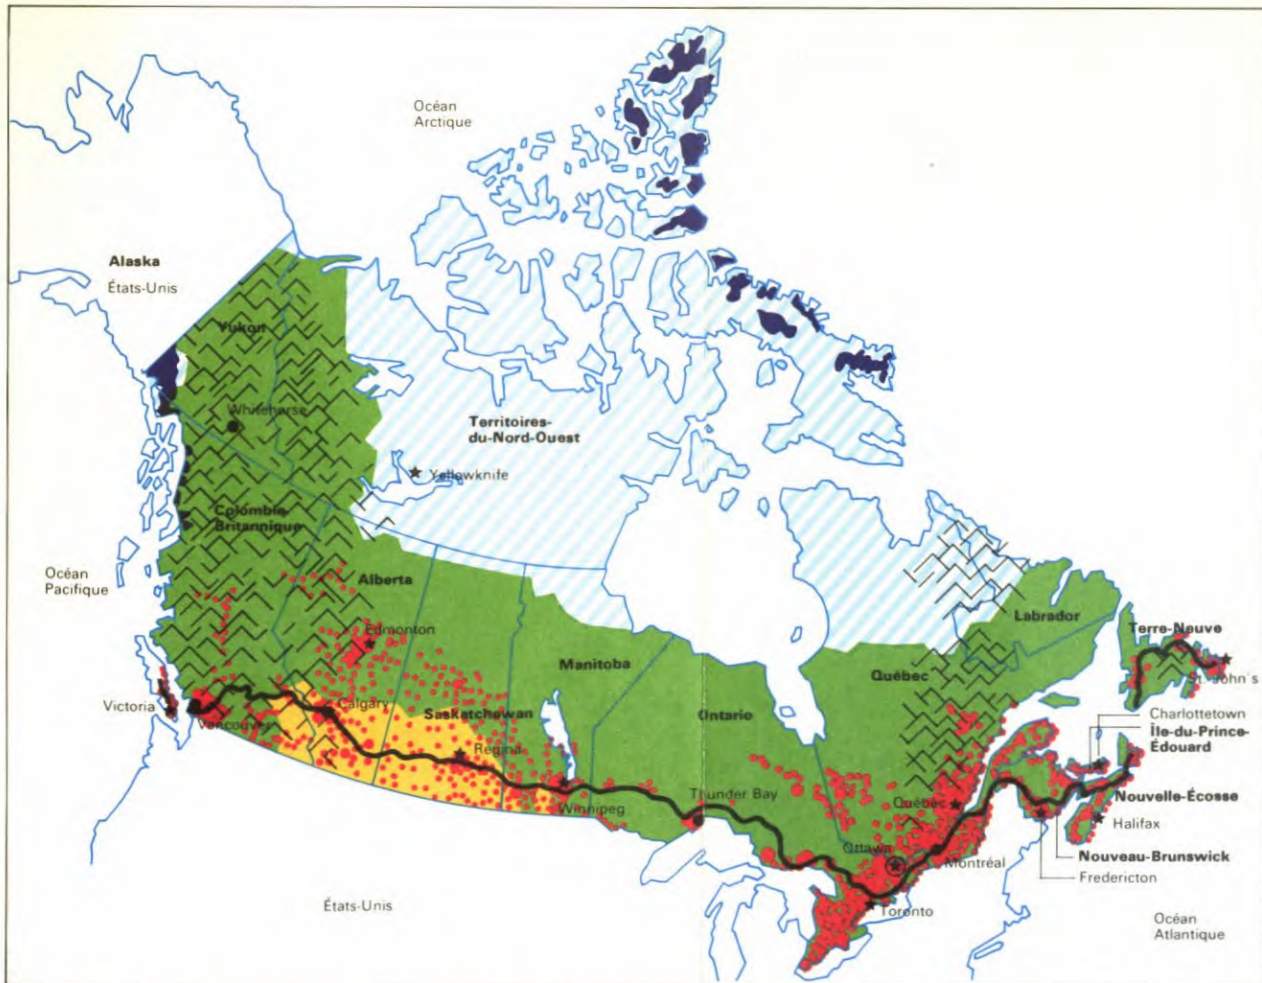 Océan
Arctique
Alaska
États-Unis
Yukon
Whitehorse
Territoires-
du-Nord-Ouest
Yellowknife
Colombie-
Britannique
Océan
Pacifique
Alberta
Edmonton
Labrador
Terre-Neuve
St. John's
Manitoba
Québec
Victoria
Vancouver
Calgary
Saskatchewan
Regina
Ontario
Charlottetown
Île-du-Prince-
Édouard
Winnipeg
Thunder Bay
Québec
Nouvelle-Écosse
Halifax
Ottawa
Montréal
Nouveau-Brunswick
Fredericton
Toronto
États-Unis
Océan
Atlantique